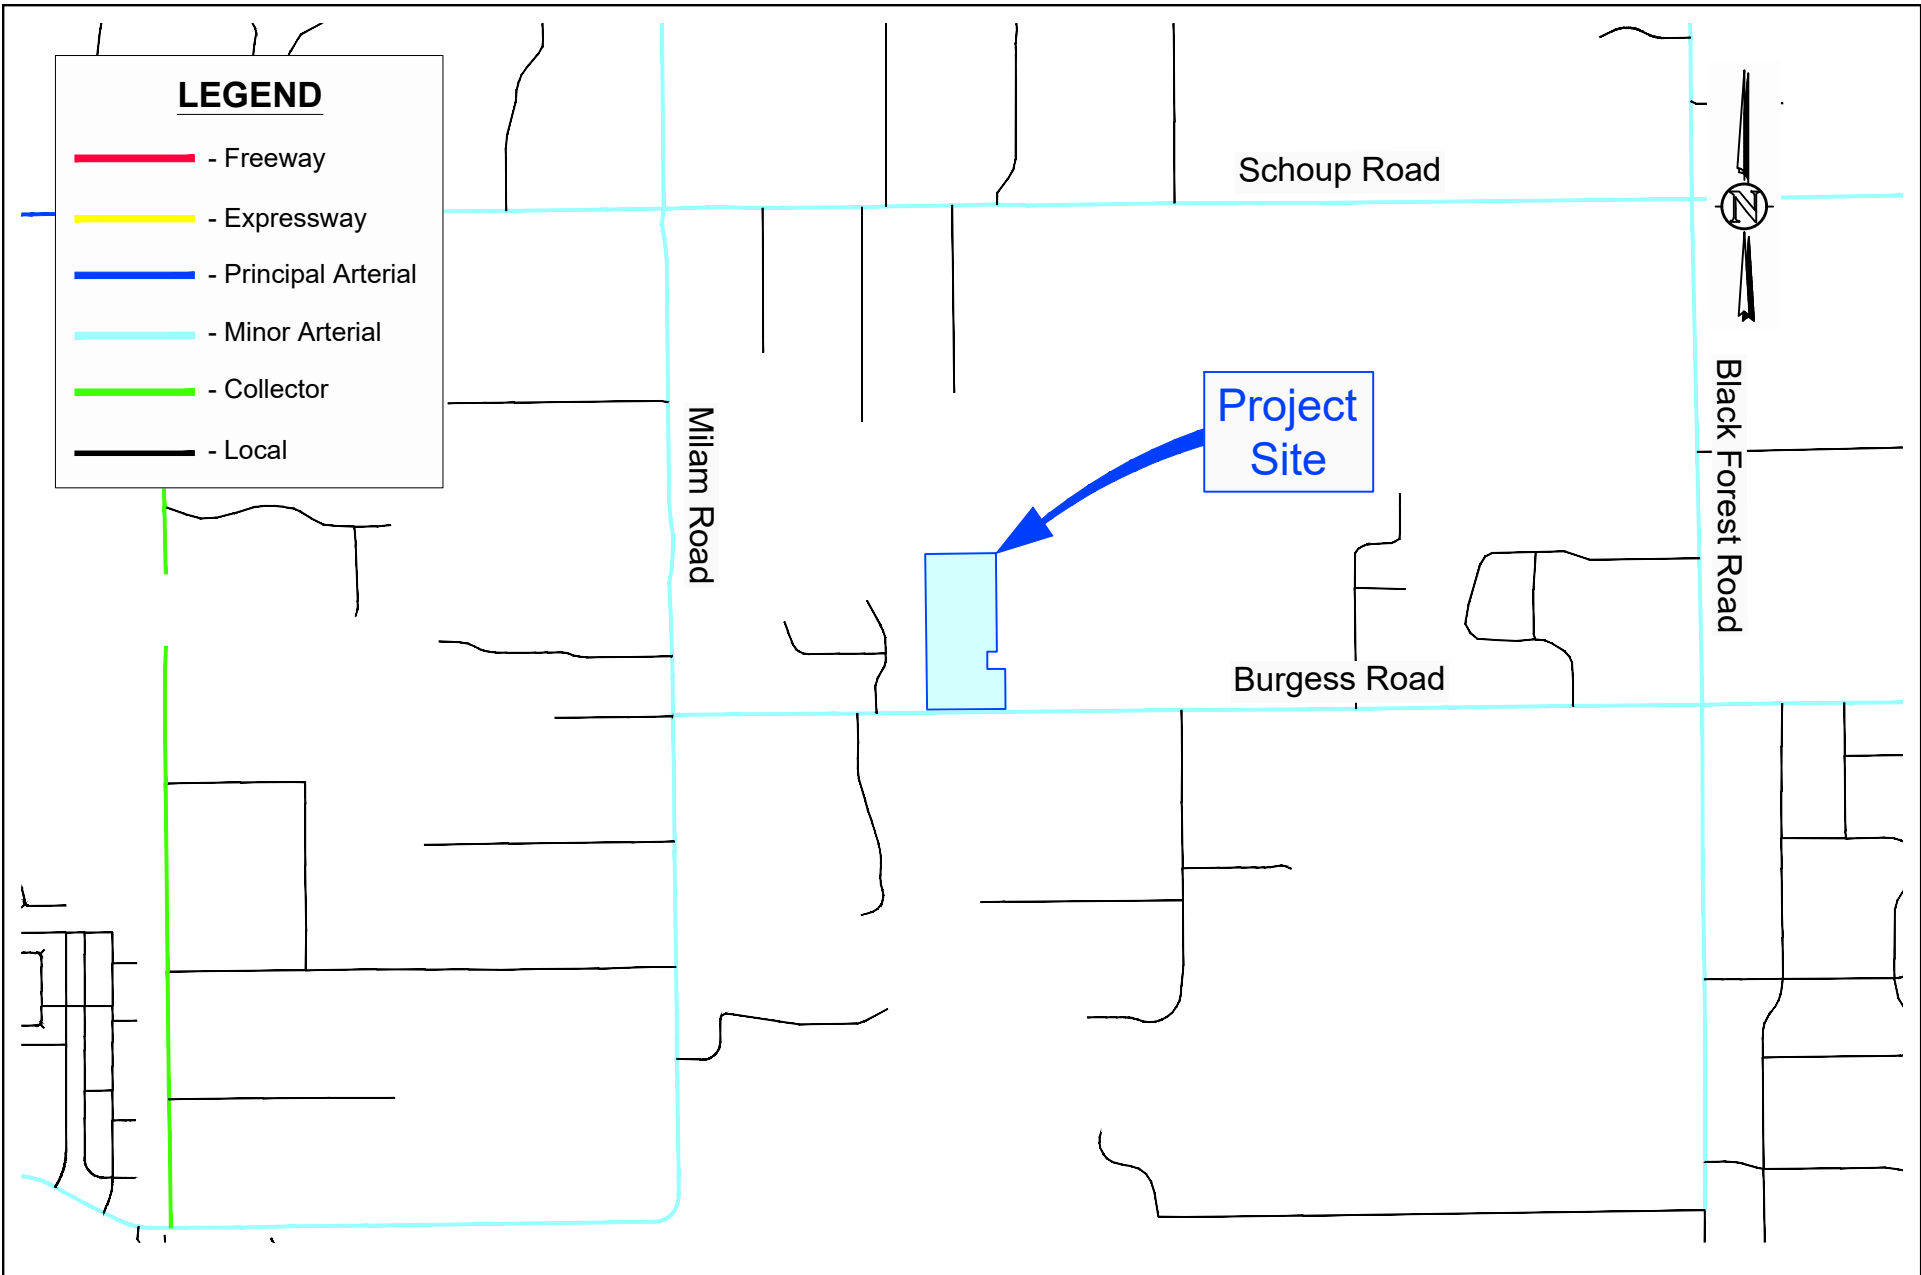 LEGEND
- Freeway
- Expressway
- Principal Arterial
- Minor Arterial
- Collector
- Local
Schoup Road
N
Milam Road
Project
Site
Black Forest Road
Burgess Road